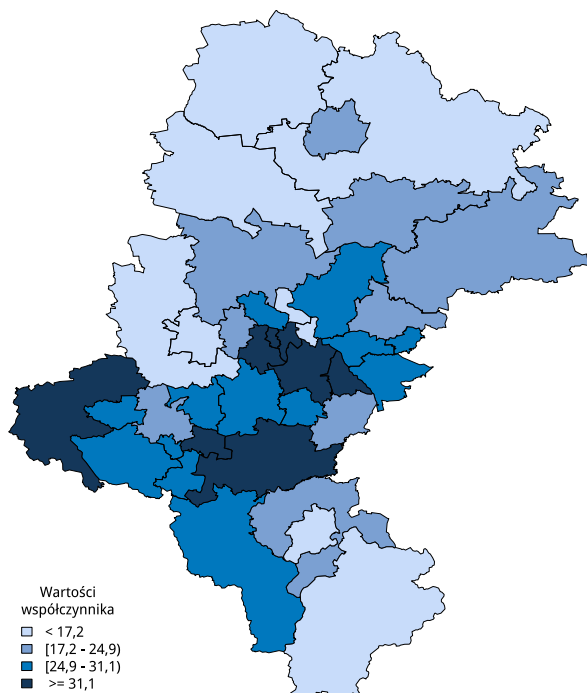 Wartości
współczynnika
< 17,2
[17,2 - 24,9)
[24,9 - 31,1)
>= 31,1